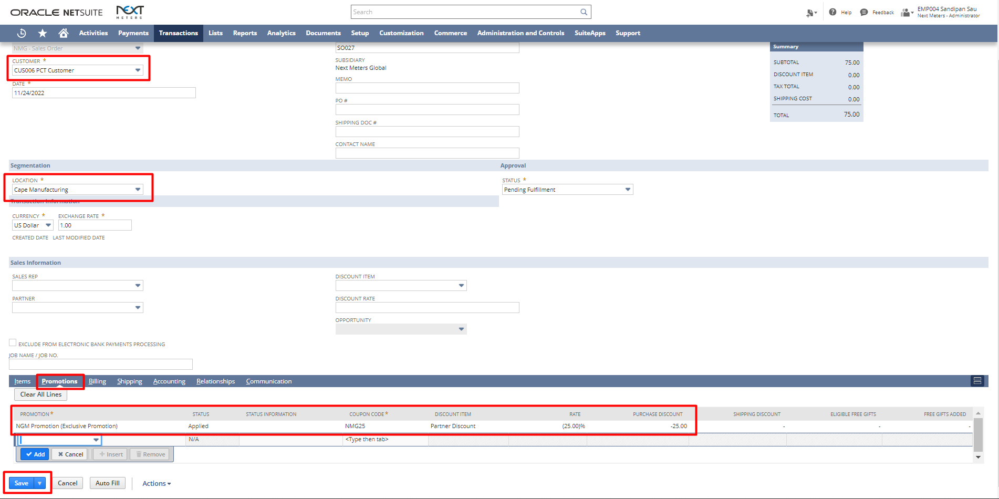 ORACLE NETSUITE
NEXT
METERS
Search
Help
Feedback
EMP004 Sandipan Sau
Next Meters - Administrator
Activities Payments Transactions Lists Reports Analytics Documents Setup Customization Commerce Administration and Controls SuiteApps Support
NMG - Sales Order
CUSTOMER *
CUS006 PCT Customer
DATE *
11/24/2022
SO027
SUBSIDIARY
Next Meters Global
MEMO
PO #
SHIPPING DOC #
CONTACT NAME
Summary
SUBTOTAL 75.00
DISCOUNT ITEM 0.00
TAX TOTAL 0.00
SHIPPING COST 0.00
TOTAL 75.00
Segmentation
LOCATION *
Cape Manufacturing
Approval
STATUS *
Pending Fulfillment
Transaction Information
CURRENCY * EXCHANGE RATE *
US Dollar 1.00
CREATED DATE LAST MODIFIED DATE
Sales Information
SALES REP
PARTNER
DISCOUNT ITEM
DISCOUNT RATE
OPPORTUNITY
EXCLUDE FROM ELECTRONIC BANK PAYMENTS PROCESSING
JOB NAME / JOB NO.
Items Promotions Billing Shipping Accounting Relationships Communication
Clear All Lines
PROMOTION * STATUS STATUS INFORMATION COUPON CODE * DISCOUNT ITEM RATE PURCHASE DISCOUNT SHIPPING DISCOUNT ELIGIBLE FREE GIFTS FREE GIFTS ADDED
NGM Promotion (Exclusive Promotion) Applied NMG25 Partner Discount (25.00)% -25.00 - - -
N/A <Type then tab>
Add Cancel Insert Remove
Save Cancel Auto Fill Actions